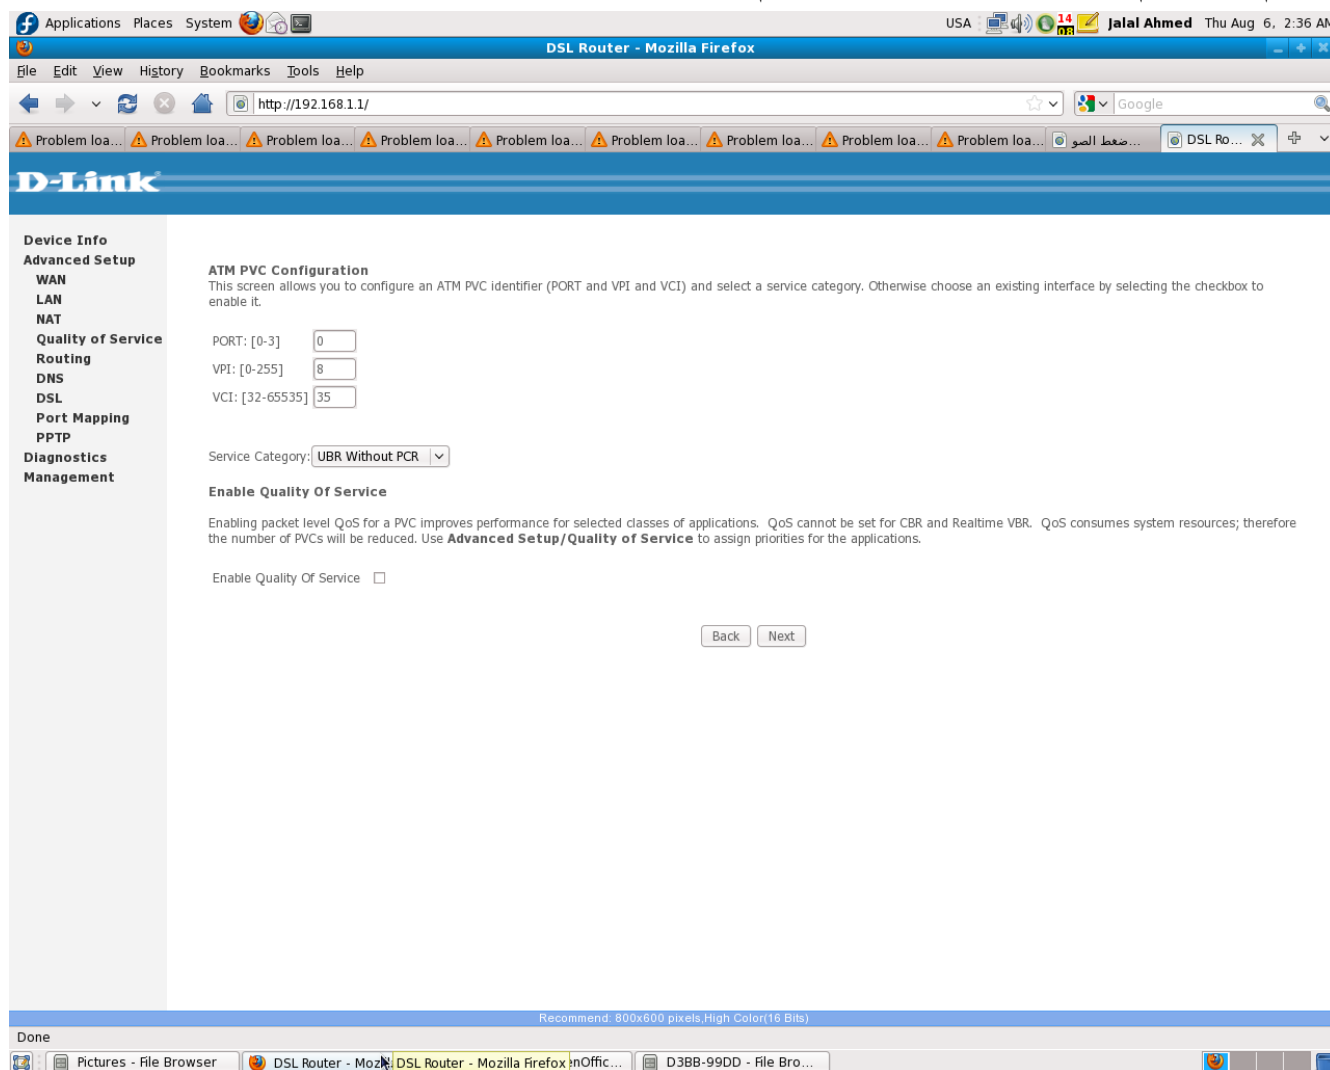 Applications Places System USA 14 08 Jalal Ahmed Thu Aug 6, 2:36 AM
DSL Router - Mozilla Firefox
File Edit View History Bookmarks Tools Help
http://192.168.1.1/ Google
Problem loa... Problem loa... Problem loa... Problem loa... Problem loa... Problem loa... Problem loa... Problem loa... Problem loa... ضغط الصو... DSL Ro...
D-Link
Device Info
Advanced Setup
WAN
LAN
NAT
Quality of Service
Routing
DNS
DSL
Port Mapping
PPTP
Diagnostics
Management
ATM PVC Configuration
This screen allows you to configure an ATM PVC identifier (PORT and VPI and VCI) and select a service category. Otherwise choose an existing interface by selecting the checkbox to
enable it.
PORT: [0-3] 0
VPI: [0-255] 8
VCI: [32-65535] 35
Service Category: UBR Without PCR
Enable Quality Of Service
Enabling packet level QoS for a PVC improves performance for selected classes of applications. QoS cannot be set for CBR and Realtime VBR. QoS consumes system resources; therefore
the number of PVCs will be reduced. Use Advanced Setup/Quality of Service to assign priorities for the applications.
Enable Quality Of Service
Back Next
Recommend: 800x600 pixels,High Color(16 Bits)
Done
Pictures - File Browser DSL Router - Mozil DSL Router - Mozilla Firefox nOffic... D3BB-99DD - File Bro...